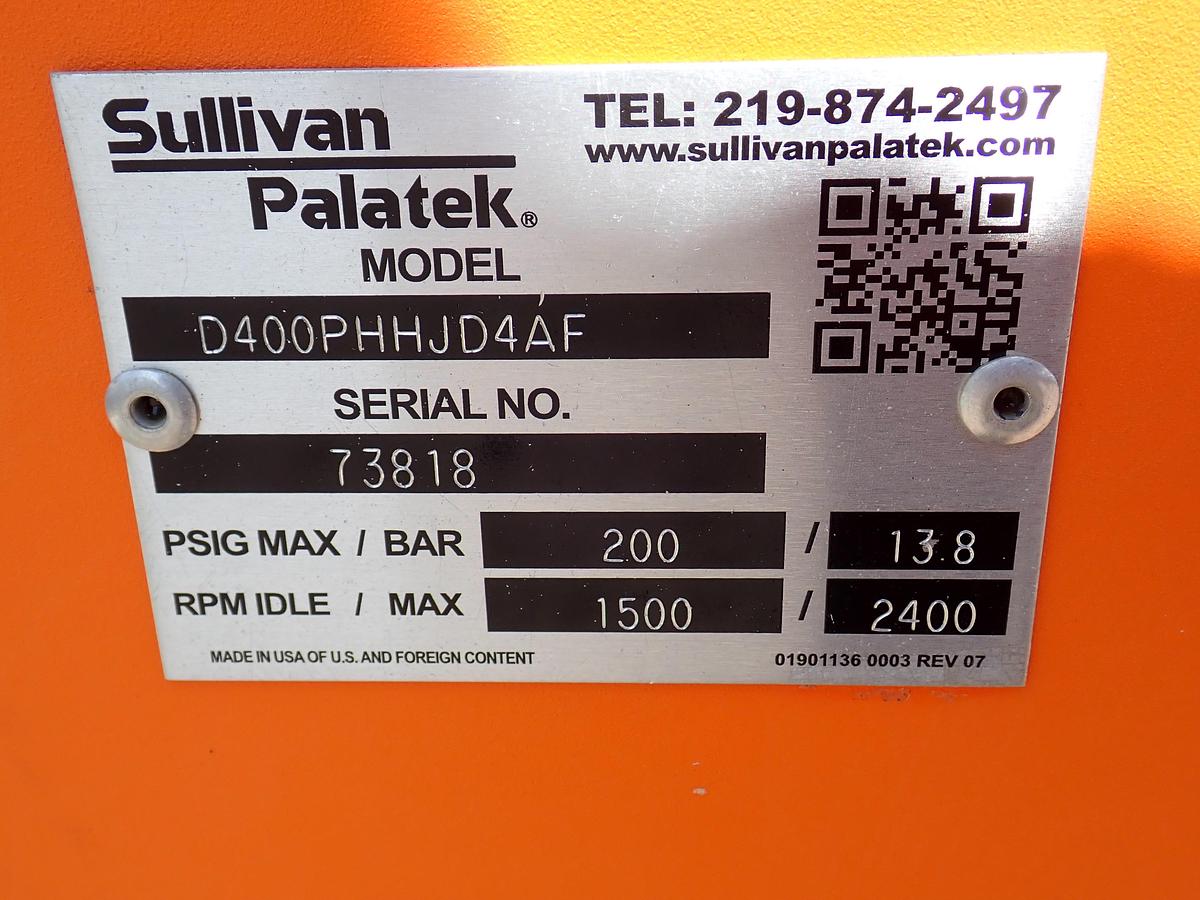 Sullivan
Palatek®
TEL: 219-874-2497
www.sullivanpalatek.com
MODEL
D400PHHJD4AF
SERIAL NO.
73818
PSIG MAX / BAR 200 / 13.8
RPM IDLE / MAX 1500 / 2400
MADE IN USA OF U.S. AND FOREIGN CONTENT
01901136 0003 REV 07